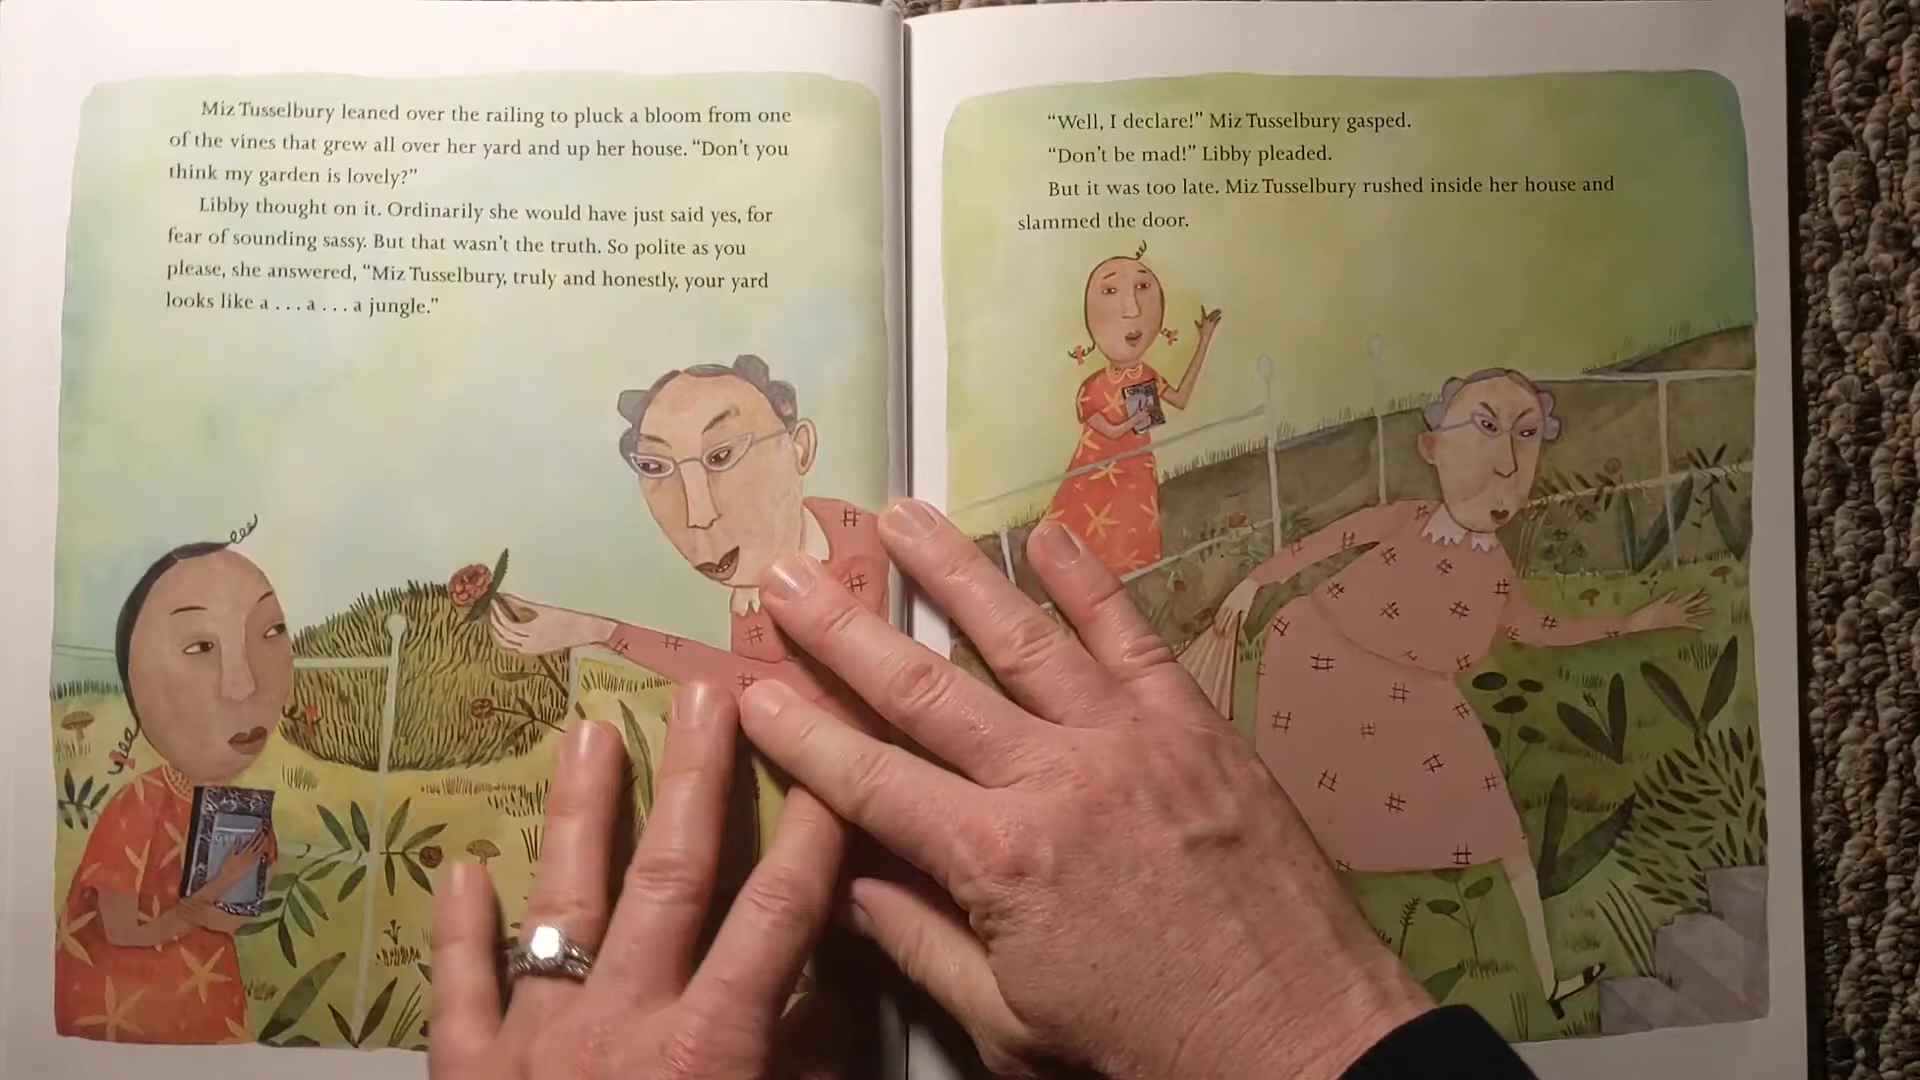 Miz Tusselbury leaned over the railing to pluck a bloom from one
of the vines that grew all over her yard and up her house. “Don’t you
think my garden is lovely?”
Libby thought on it. Ordinarily she would have just said yes, for
fear of sounding sassy. But that wasn’t the truth. So polite as you
please, she answered, “Miz Tusselbury, truly and honestly, your yard
looks like a . . . a . . . a jungle.”
“Well, I declare!” Miz Tusselbury gasped.
“Don’t be mad!” Libby pleaded.
But it was too late. Miz Tusselbury rushed inside her house and
slammed the door.